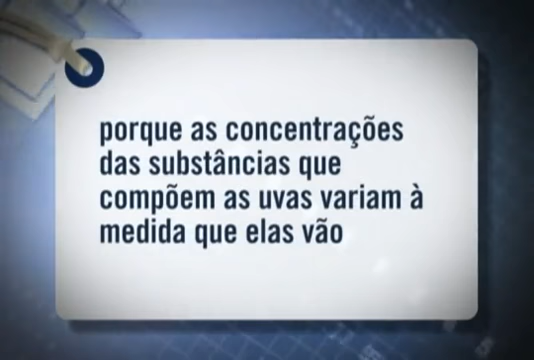 porque as concentrações
das substâncias que
compõem as uvas variam à
medida que elas vão